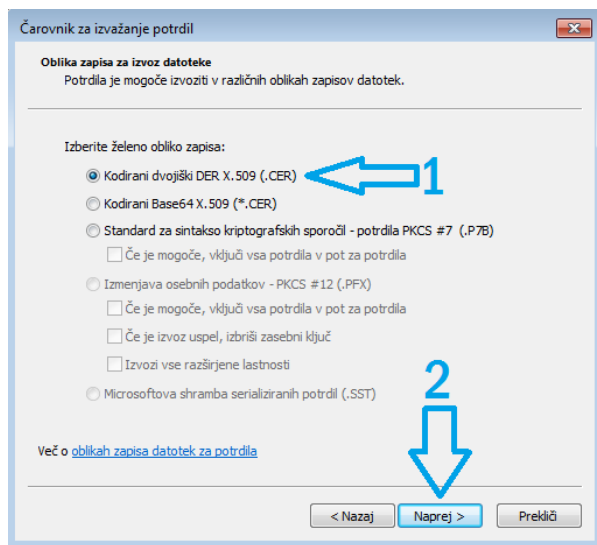 Čarovnik za izvažanje potrdil
Oblika zapisa za izvoz datoteke
Potrdila je mogoče izvoziti v različnih oblikah zapisov datotek.
Izberite želeno obliko zapisa:
Kodirani dvojiški DER X.509 (.CER)
1
Kodirani Base64 X.509 (*.CER)
Standard za sintakso kriptografskih sporočil - potrdila PKCS #7 (.P7B)
Če je mogoče, vključi vsa potrdila v pot za potrdila
Izmenjava osebnih podatkov - PKCS #12 (.PFX)
Če je mogoče, vključi vsa potrdila v pot za potrdila
Če je izvoz uspel, izbriši zasebni ključ
Izvozi vse razširjene lastnosti
Microsoftova shramba serializiranih potrdil (.SST)
2
Več o oblikah zapisa datotek za potrdila
< Nazaj
Naprej >
Prekliči